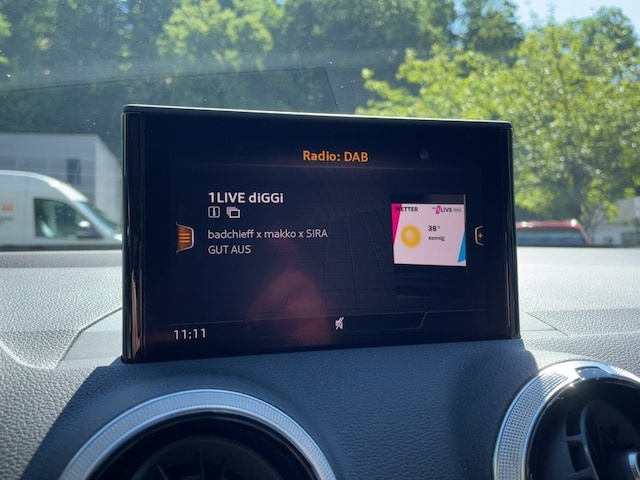 Radio: DAB
1LIVE diGGi
badchieff x makko x SIRA
GUT AUS
WETTER
1LIVE
38°
sonnig
11:11